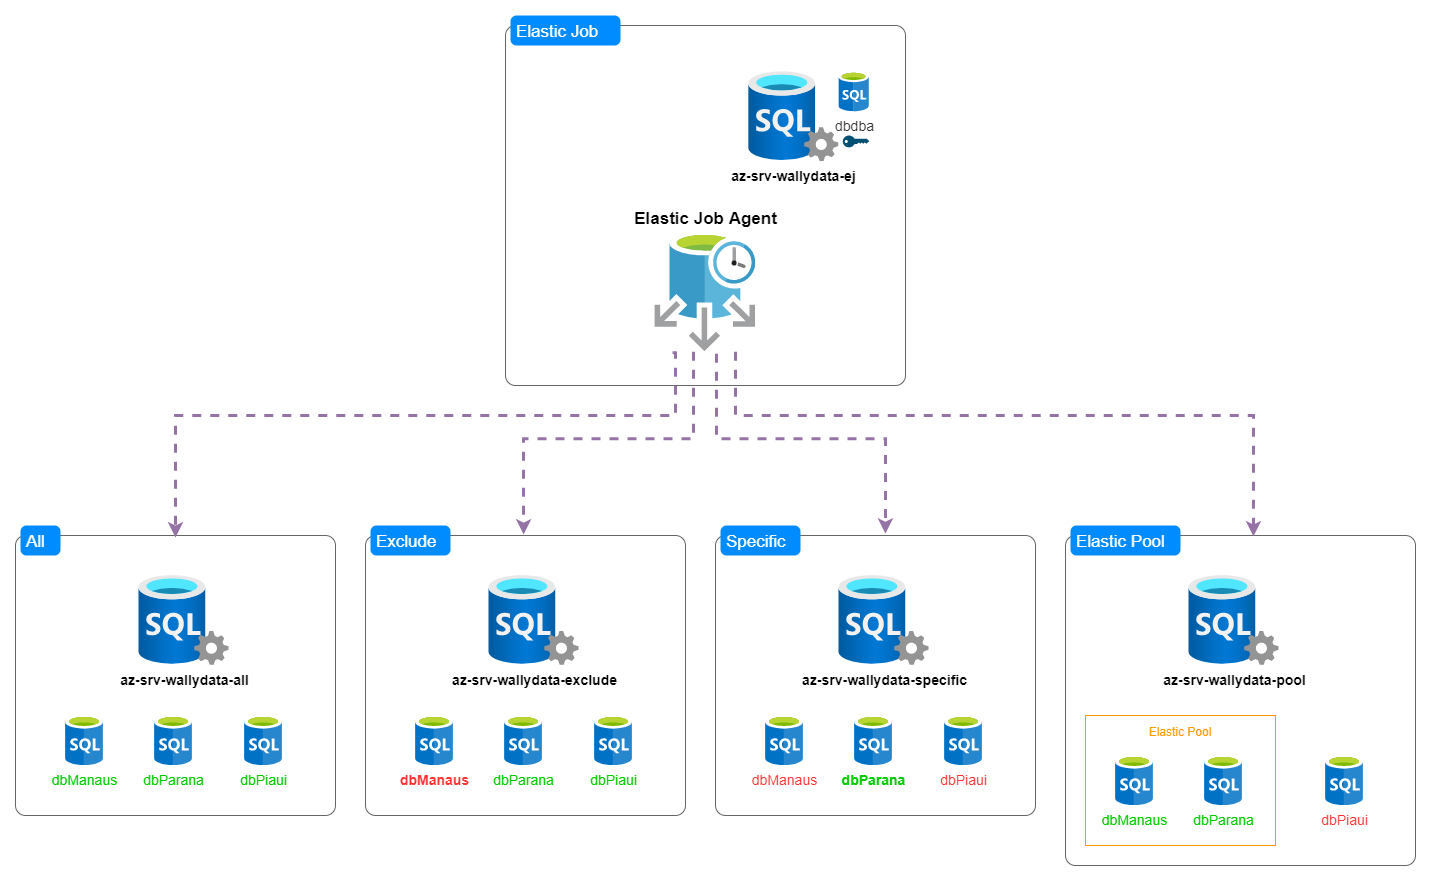 Elastic Job
SQL
SQL
dbdba
az-srv-wallydata-ej
Elastic Job Agent
All
SQL
az-srv-wallydata-all
SQL
SQL
SQL
dbManaus
dbParana
dbPiaui
Exclude
SQL
az-srv-wallydata-exclude
SQL
SQL
SQL
dbManaus
dbParana
dbPiaui
Specific
SQL
az-srv-wallydata-specific
SQL
SQL
SQL
dbManaus
dbParana
dbPiaui
Elastic Pool
SQL
az-srv-wallydata-pool
Elastic Pool
SQL
SQL
SQL
dbManaus
dbParana
dbPiaui